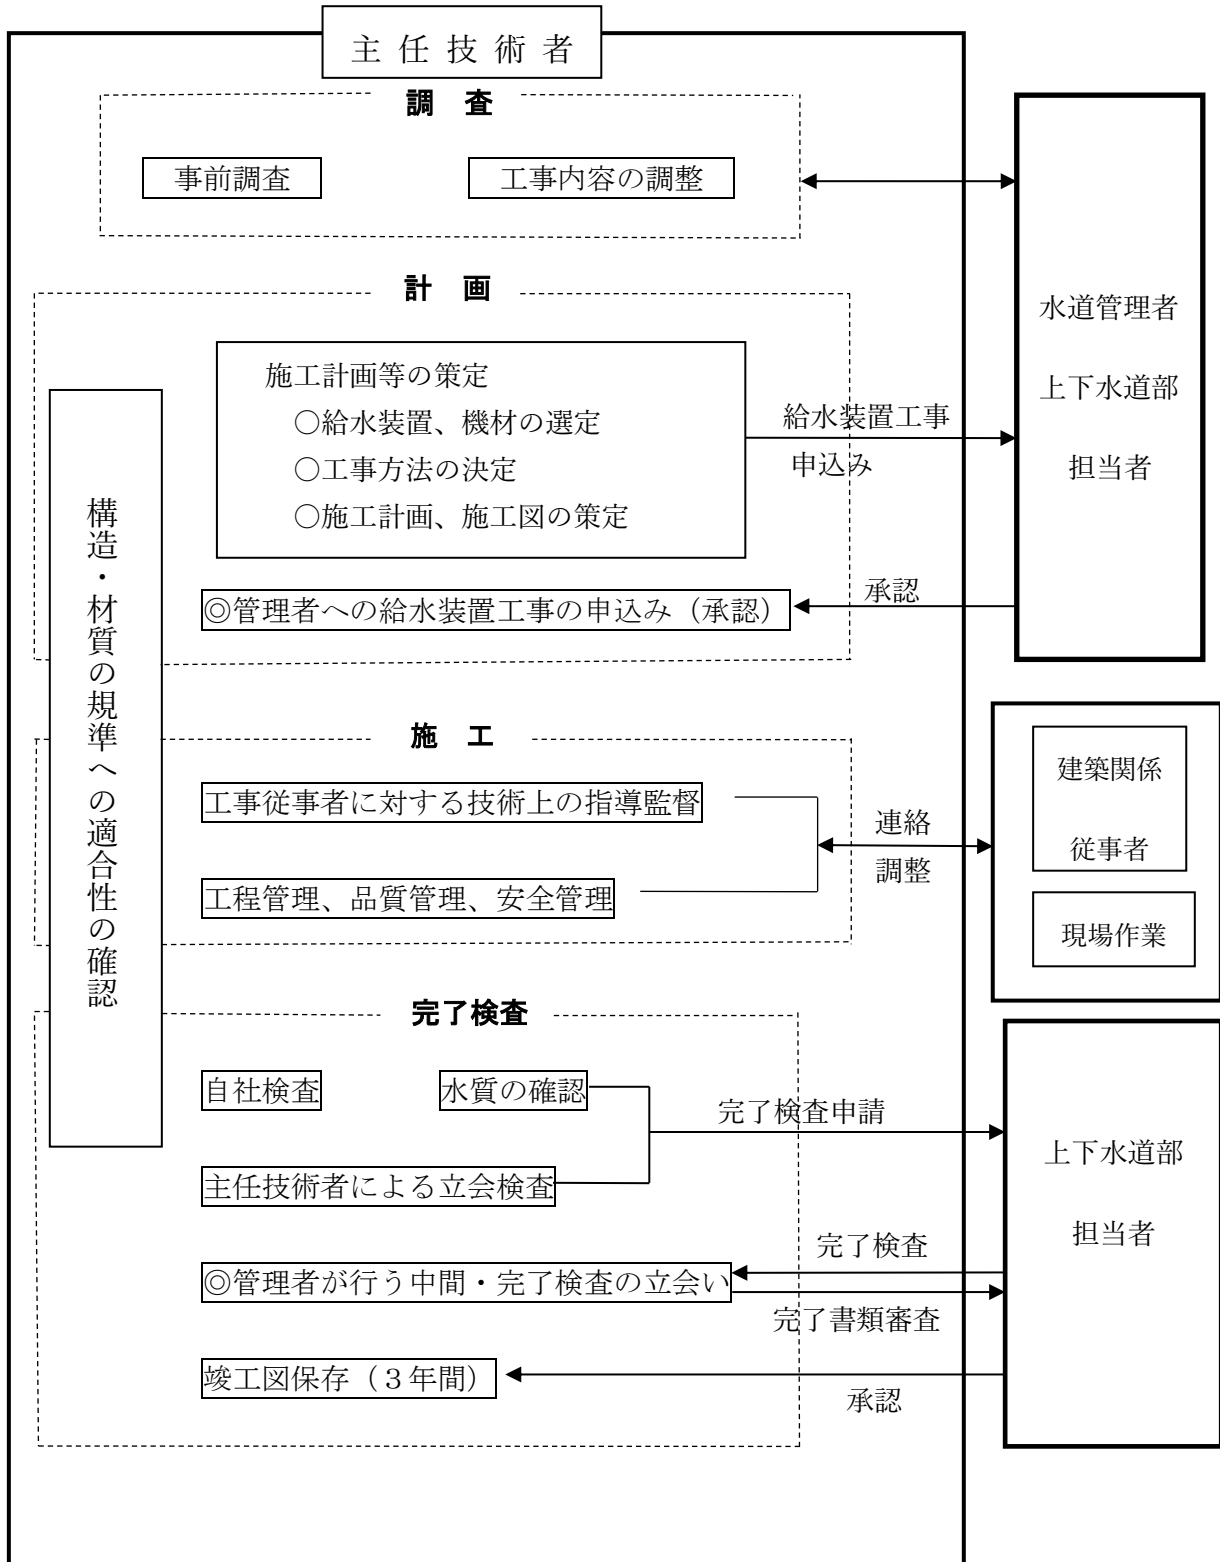 主任技術者
調　査
事前調査
工事内容の調整
計　画
施工計画等の策定
○給水装置、機材の選定
○工事方法の決定
○施工計画、施工図の策定
給水装置工事
申込み
◎管理者への給水装置工事の申込み（承認）
承認
水道管理者
上下水道部
担当者
構造・材質の規準への適合性の確認
施　工
工事従事者に対する技術上の指導監督
工程管理、品質管理、安全管理
連絡
調整
建築関係
従事者
現場作業
完了検査
自社検査
水質の確認
完了検査申請
主任技術者による立会検査
完了検査
◎管理者が行う中間・完了検査の立会い
完了書類審査
竣工図保存（３年間）
承認
上下水道部
担当者